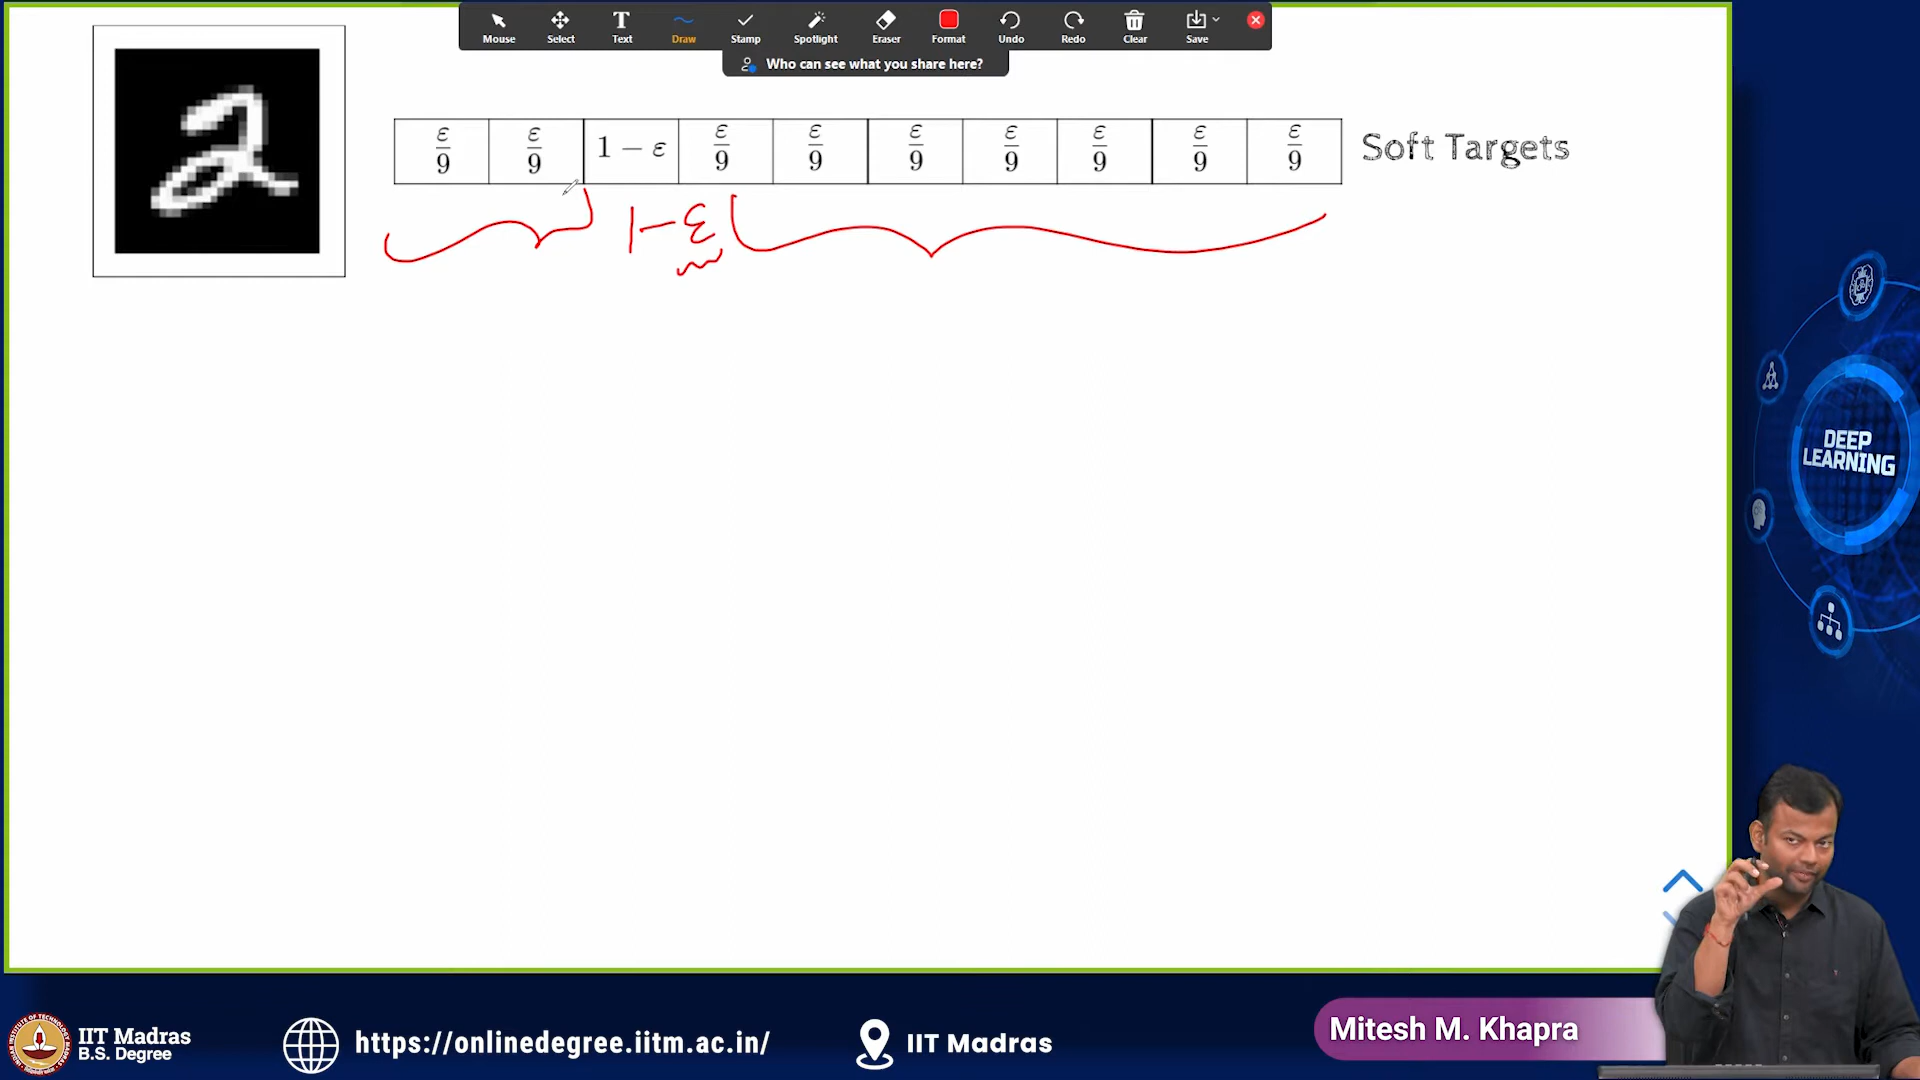 Mouse Select Text Draw Stamp Spotlight Eraser Format Undo Redo Clear Save
Who can see what you share here?
ε/9 ε/9 1 − ε ε/9 ε/9 ε/9 ε/9 ε/9 ε/9 ε/9 Soft Targets
1-ε
DEEP
LEARNING
IIT Madras
B.S. Degree
https://onlinedegree.iitm.ac.in/
IIT Madras
Mitesh M. Khapra